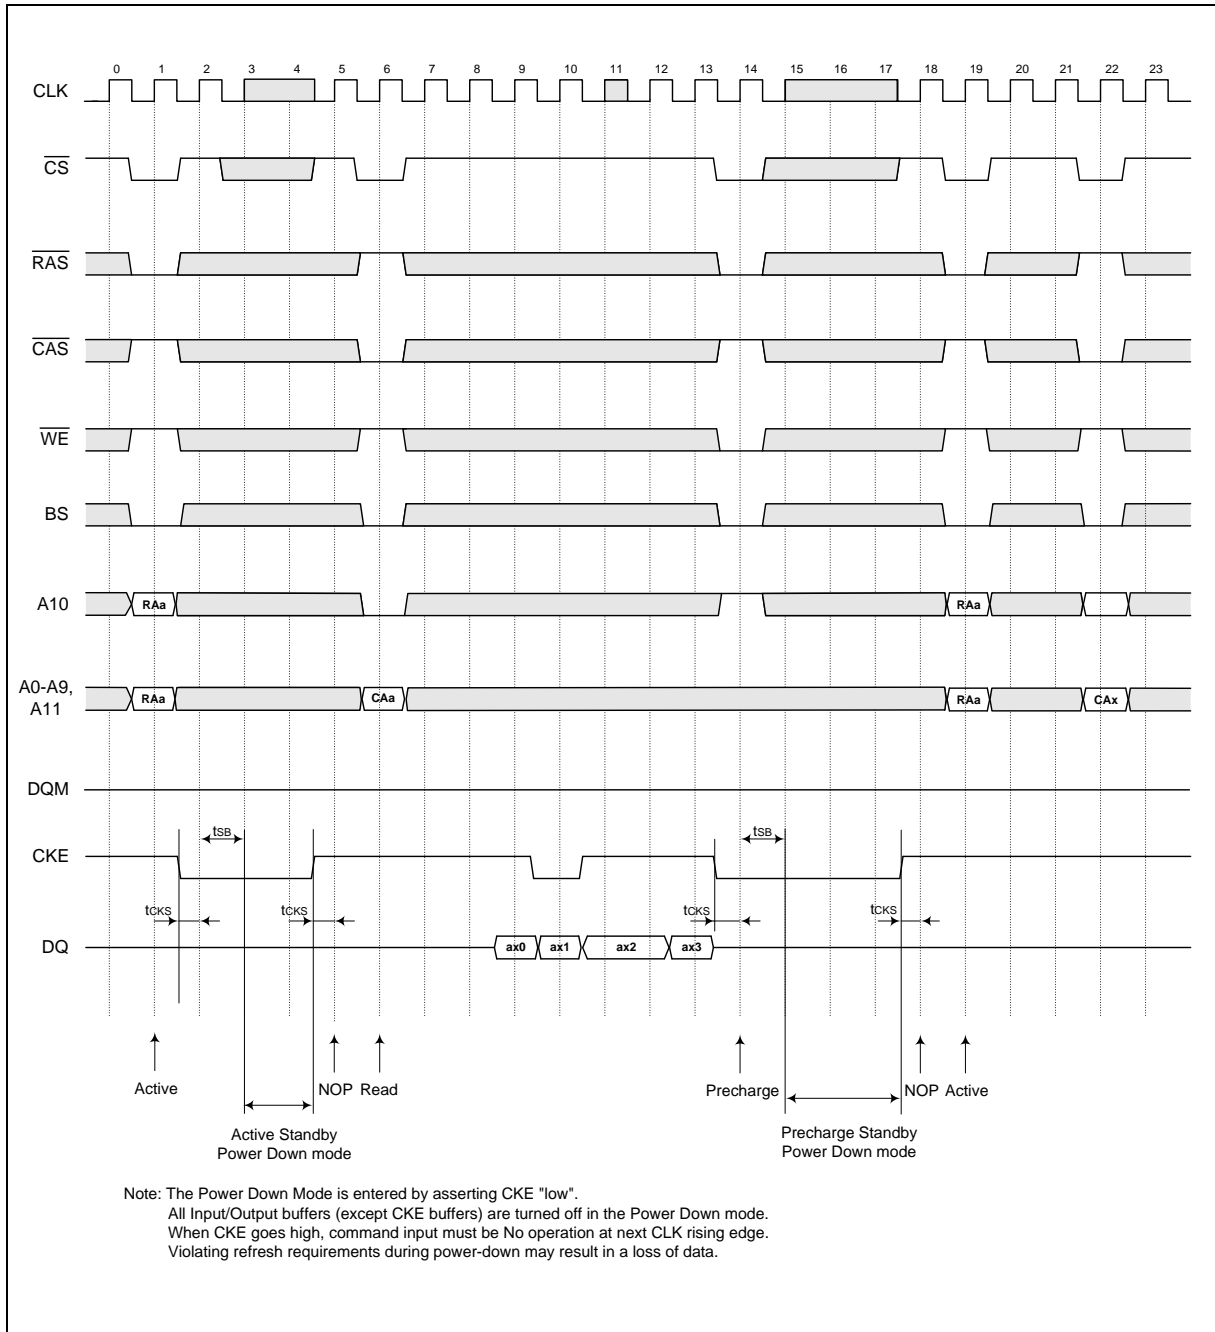 0 1 2 3 4 5 6 7 8 9 10 11 12 13 14 15 16 17 18 19 20 21 22 23
CLK
CS
RAS
CAS
WE
BS
A10 RAa RAa
A0-A9,
A11 RAa CAa RAa CAx
DQM
tSB tSB
CKE
tCKS tCKS tCKS tCKS
DQ ax0 ax1 ax2 ax3
Active NOP Read Precharge NOP Active
Active Standby
Power Down mode
Precharge Standby
Power Down mode
Note: The Power Down Mode is entered by asserting CKE "low".
All Input/Output buffers (except CKE buffers) are turned off in the Power Down mode.
When CKE goes high, command input must be No operation at next CLK rising edge.
Violating refresh requirements during power-down may result in a loss of data.